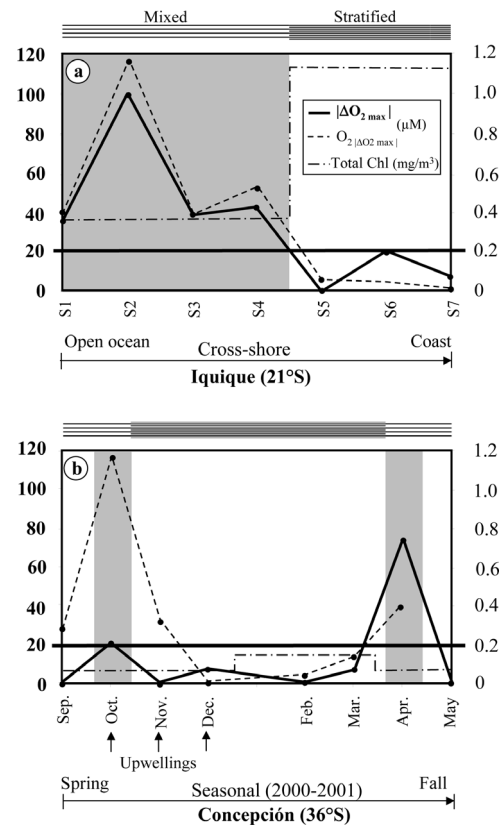 Mixed Stratified
120 1.2
a
100 1.0
|ΔO2 max|
(µM)
80 O2 |ΔO2 max| 0.8
Total Chl (mg/m³)
60 0.6
40 0.4
20 0.2
0 0
S1 S2 S3 S4 S5 S6 S7
Open ocean Cross-shore Coast
Iquique (21°S)
120 1.2
b
100 1.0
80 0.8
60 0.6
40 0.4
20 0.2
0 0
Sep. Oct. Nov. Dec. Feb. Mar. Apr. May
Upwellings
Spring Seasonal (2000-2001) Fall
Concepción (36°S)